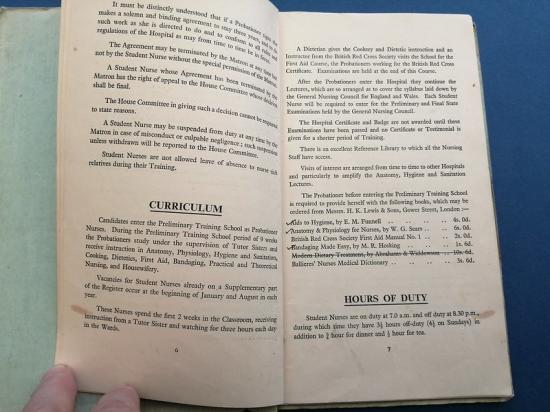 It must be distinctly understood that if a Probationer signs she
makes a solemn and binding agreement to stay three years, and to do
such work as she is directed to do and to conform to all rules and
regulations of the Hospital as may from time to time be in force.
The Agreement may be terminated by the Matron at any time but
not by the Student Nurse without the special permission of the Matron.
A Student Nurse whose Agreement has been terminated by the
Matron has the right of appeal to the House Committee whose decision
shall be final.
The House Committee in giving such a decision cannot be required
to state reasons.
A Student Nurse may be suspended from duty at any time by the
Matron in case of misconduct or culpable negligence; such suspension
unless withdrawn will be reported to the House Committee.
Student Nurses are not allowed leave of absence to nurse sick
relatives during their Training.
CURRICULUM
Candidates enter the Preliminary Training School as Probationer
Nurses. During the Preliminary Training School period of 9 weeks
the Probationers study under the supervision of Tutor Sisters and
receive instruction in Anatomy, Physiology, Hygiene and Sanitation,
Cooking, Dietetics, First Aid, Bandaging, Practical and Theoretical
Nursing, and Housewifery.
Vacancies for Student Nurses already on a Supplementary part
of the Register occur at the beginning of January and August in each
year.
These Nurses spend the first 2 weeks in the Classroom, receiving
instruction from a Tutor Sister and watching for three hours each day
in the Wards.
6
A Dietetian gives the Cookery and Dietetic instruction and an
Instructor from the British Red Cross Society visits the School for the
First Aid Course, the Probationers working for the British Red Cross
Certificate. Examinations are held at the end of this Course.
After the Probationers enter the Hospital they continue the
Lectures, which are so arranged as to cover the syllabus laid down by
the General Nursing Council for England and Wales. Each Student
Nurse will be required to enter for the Preliminary and Final State
Examinations held by the General Nursing Council.
The Hospital Certificate and Badge are not awarded until these
Examinations have been passed and no Certificate or Testimonial is
given for a shorter period of Training.
There is an excellent Reference Library to which all the Nursing
Staff have access.
Visits of interest are arranged from time to time to other Hospitals
and particularly to amplify the Anatomy, Hygiene and Sanitation
Lectures.
The Probationer before entering the Preliminary Training School
is required to provide herself with the following books, which may be
ordered from Messrs. H. K. Lewis & Sons, Gower Street, London :—
Aids to Hygiene, by E. M. Funnell .. .. .. .. 4s. 0d.
Anatomy & Physiology for Nurses, by W. G. Sears .. .. 6s. 0d.
British Red Cross Society First Aid Manual No. 1 .. .. 2s. 0d.
Bandaging Made Easy, by M. R. Hosking .. .. .. 1s. 6d.
Modern Dietary Treatment, by Abrahams & Widdowson .. 10s. 6d.
Ballieres' Nurses Medical Dictionary .. .. .. .. 3s. 6d.
HOURS OF DUTY
Student Nurses are on duty at 7.0 a.m. and off duty at 8.30 p.m.,
during which time they have 3½ hours off-duty (4½ on Sundays) in
addition to ¾ hour for dinner and ½ hour for tea.
7